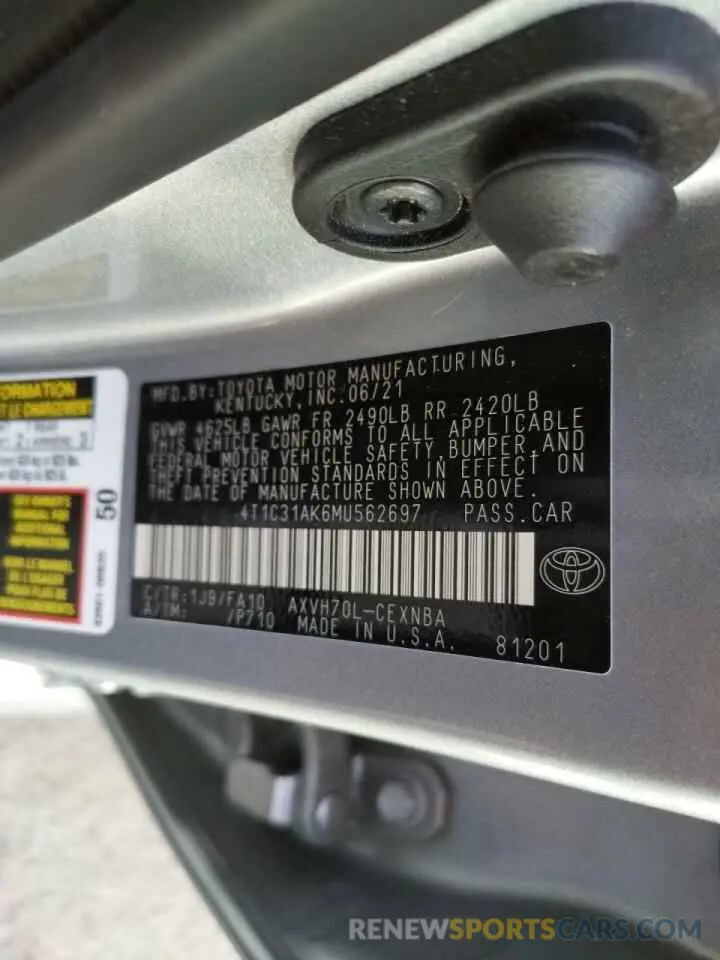 MFD.BY:TOYOTA MOTOR MANUFACTURING,
KENTUCKY, INC. 06/21
GVWR 4625LB GAWR FR 2490LB RR 2420LB
THIS VEHICLE CONFORMS TO ALL APPLICABLE
FEDERAL MOTOR VEHICLE SAFETY, BUMPER, AND
THEFT PREVENTION STANDARDS IN EFFECT ON
THE DATE OF MANUFACTURE SHOWN ABOVE.
4T1C31AK6MU562697 PASS.CAR
C/TR:1J9/FA10 AXVH70L-CEXNBA
A/TM: /P710 MADE IN U.S.A. 81201
50
RENEWSPORTSCARS.COM